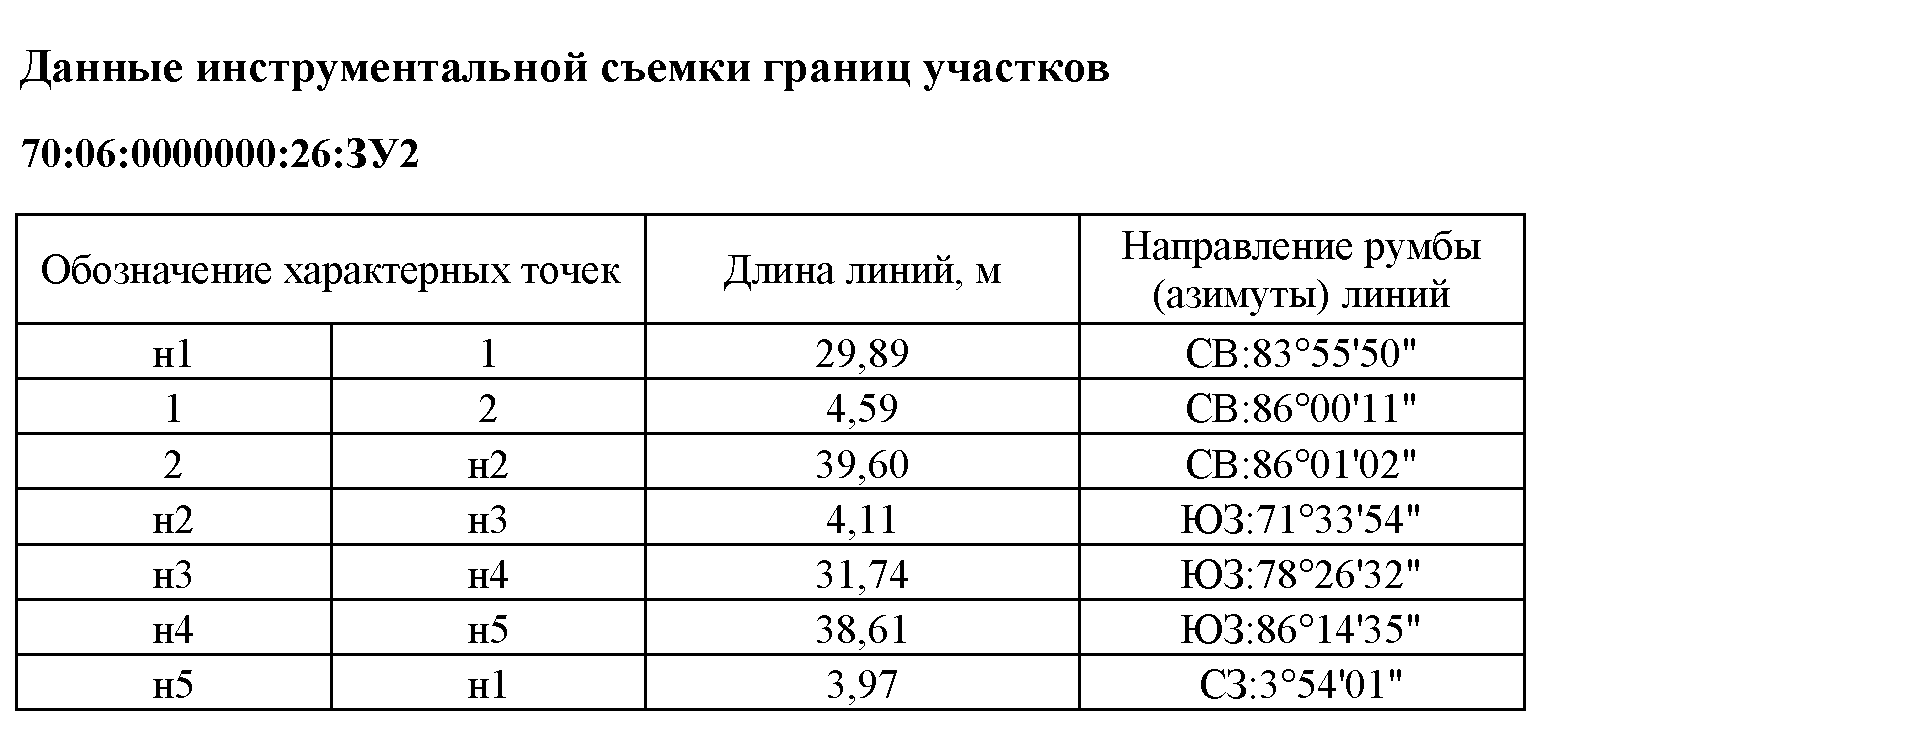 Данные инструментальной съемки границ участков
70:06:0000000:26:ЗУ2
Обозначение характерных точек Длина линий, м Направление румбы
(азимуты) линий
н1 1 29,89 СВ:83°55'50"
1 2 4,59 СВ:86°00'11"
2 н2 39,60 СВ:86°01'02"
н2 н3 4,11 ЮЗ:71°33'54"
н3 н4 31,74 ЮЗ:78°26'32"
н4 н5 38,61 ЮЗ:86°14'35"
н5 н1 3,97 СЗ:3°54'01"